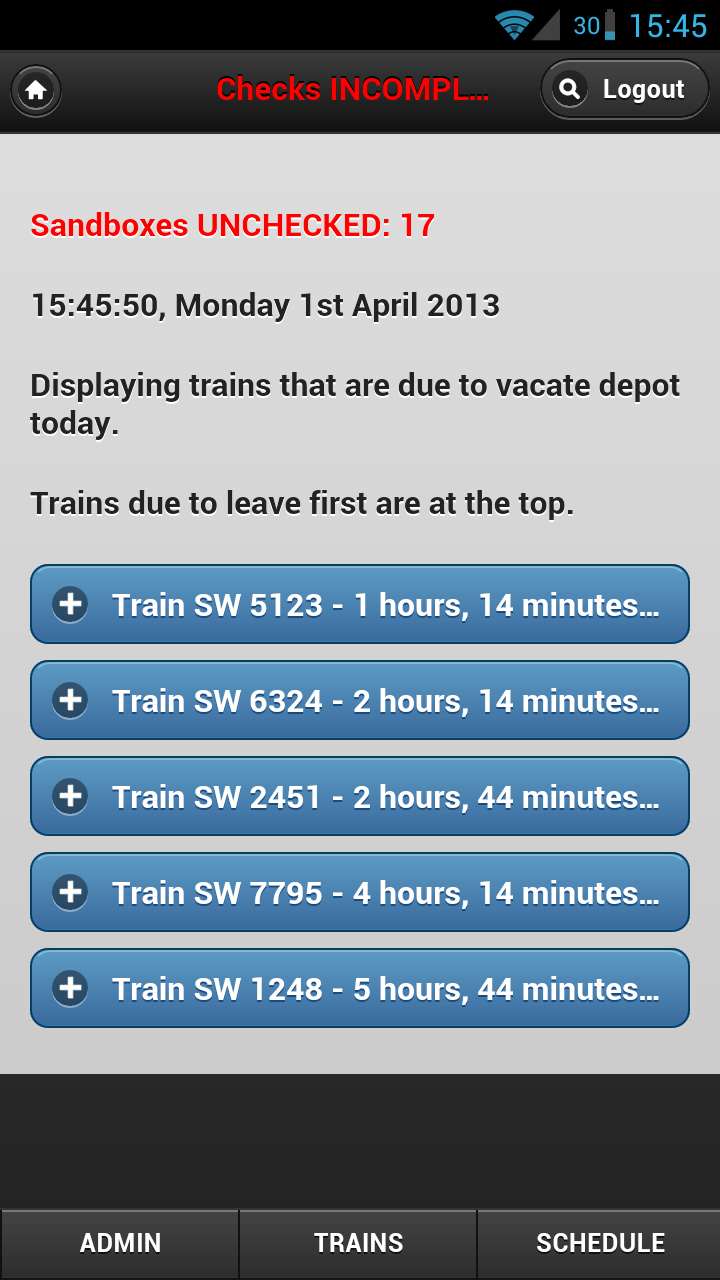 30 15:45
Checks INCOMPL...
Logout
Sandboxes UNCHECKED: 17
15:45:50, Monday 1st April 2013
Displaying trains that are due to vacate depot
today.
Trains due to leave first are at the top.
Train SW 5123 - 1 hours, 14 minutes...
Train SW 6324 - 2 hours, 14 minutes...
Train SW 2451 - 2 hours, 44 minutes...
Train SW 7795 - 4 hours, 14 minutes...
Train SW 1248 - 5 hours, 44 minutes...
ADMIN TRAINS SCHEDULE